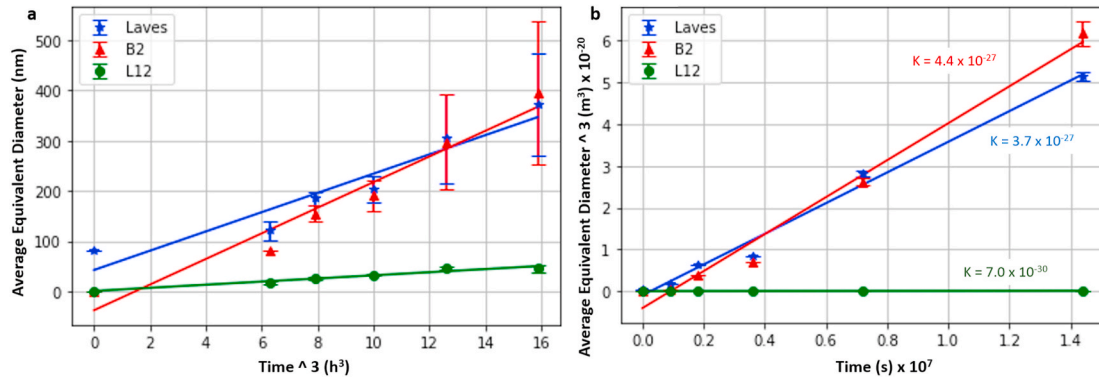 a
Laves
B2
L12
500
400
300
200
100
0
Average Equivalent Diameter (nm)
0
2
4
6
8
10
12
14
16
Time ^ 3 (h³)
b
Laves
B2
L12
K = 4.4 x 10⁻²⁷
K = 3.7 x 10⁻²⁷
K = 7.0 x 10⁻³⁰
6
5
4
3
2
1
0
Average Equivalent Diameter ^ 3 (m³) x 10⁻²⁰
0.0
0.2
0.4
0.6
0.8
1.0
1.2
1.4
Time (s) x 10⁷